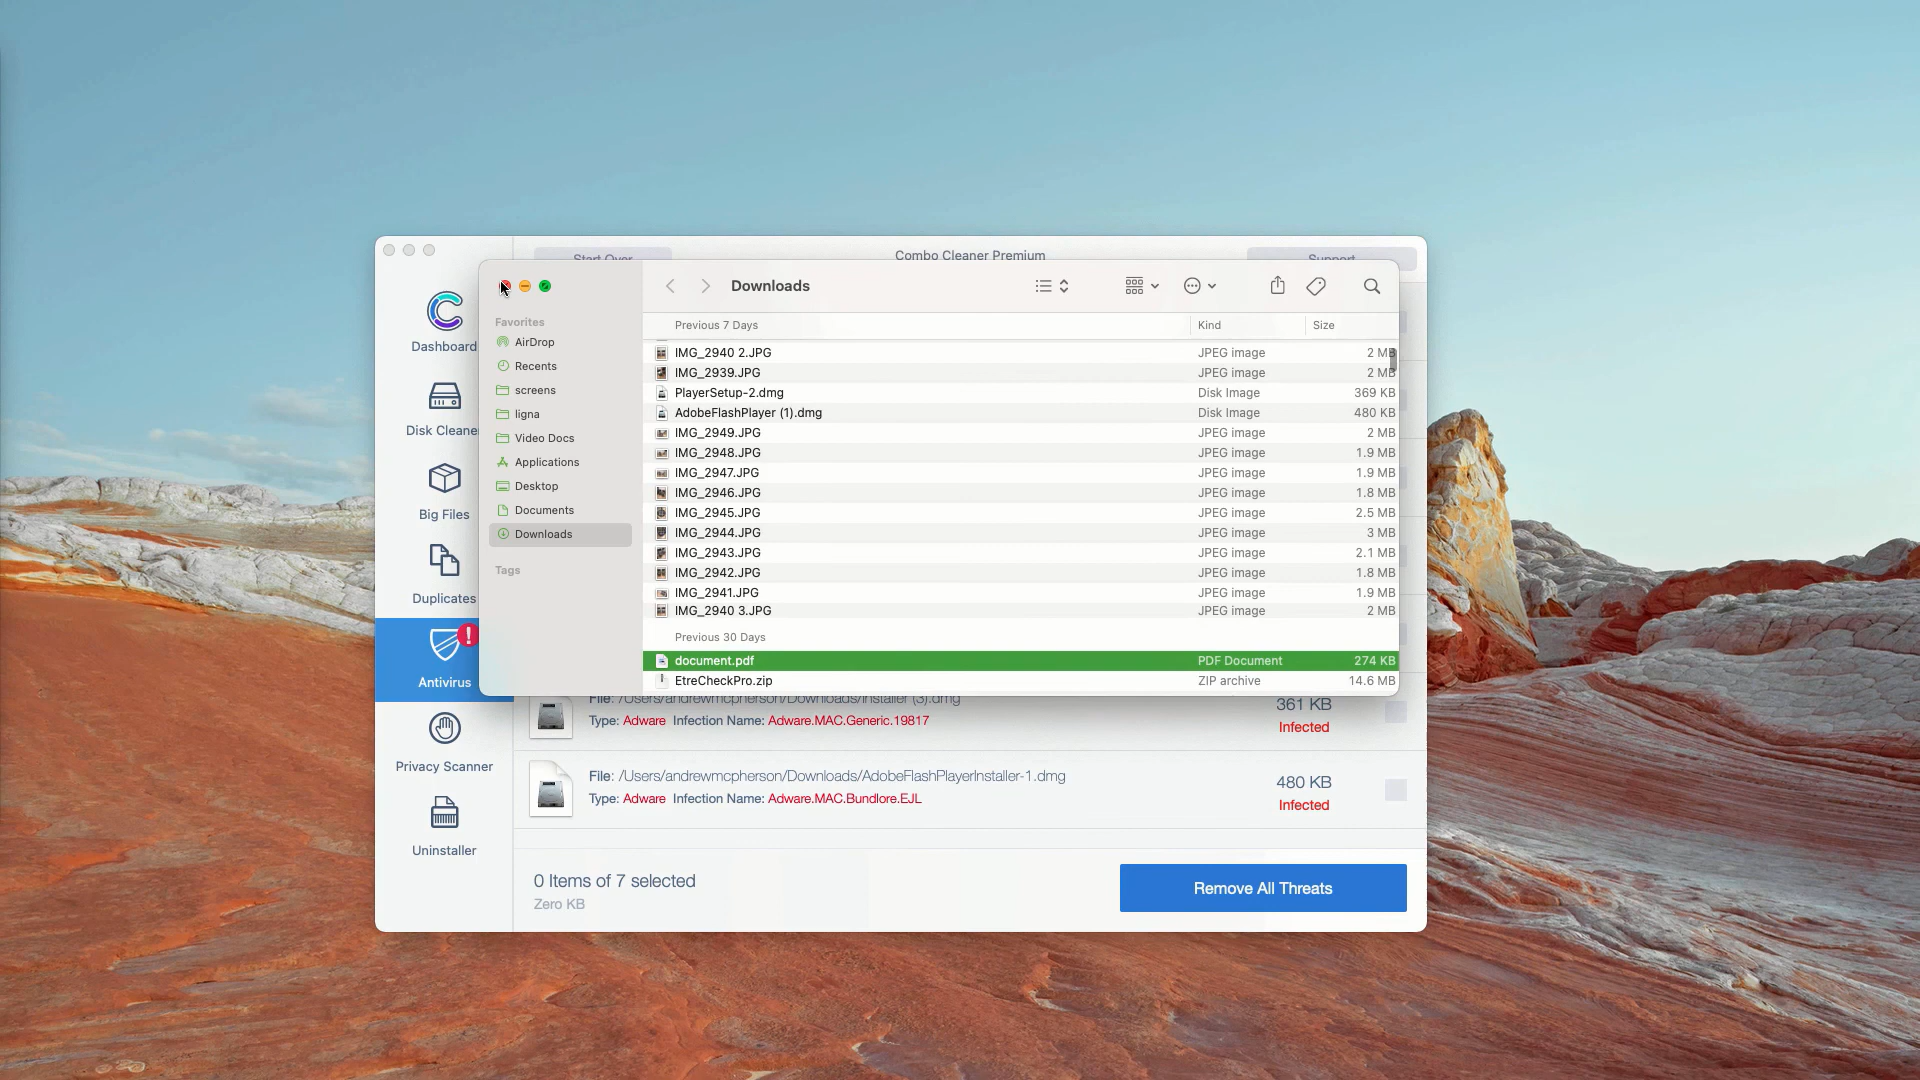 Start Over
Combo Cleaner Premium
Support
Dashboard
Disk Cleane
Big Files
Duplicates
Antivirus
Privacy Scanner
Uninstaller
Favorites
AirDrop
Recents
screens
ligna
Video Docs
Applications
Desktop
Documents
Downloads
Tags
Downloads
Previous 7 Days Kind Size
IMG_2940 2.JPG JPEG image 2 MB
IMG_2939.JPG JPEG image 2 MB
PlayerSetup-2.dmg Disk Image 369 KB
AdobeFlashPlayer (1).dmg Disk Image 480 KB
IMG_2949.JPG JPEG image 2 MB
IMG_2948.JPG JPEG image 1.9 MB
IMG_2947.JPG JPEG image 1.9 MB
IMG_2946.JPG JPEG image 1.8 MB
IMG_2945.JPG JPEG image 2.5 MB
IMG_2944.JPG JPEG image 3 MB
IMG_2943.JPG JPEG image 2.1 MB
IMG_2942.JPG JPEG image 1.8 MB
IMG_2941.JPG JPEG image 1.9 MB
IMG_2940 3.JPG JPEG image 2 MB
Previous 30 Days
document.pdf PDF Document 274 KB
EtreCheckPro.zip ZIP archive 14.6 MB
File: /Users/andrewmcpherson/Downloads/Installer (3).dmg 361 KB
Type: Adware Infection Name: Adware.MAC.Generic.19817 Infected
File: /Users/andrewmcpherson/Downloads/AdobeFlashPlayerInstaller-1.dmg 480 KB
Type: Adware Infection Name: Adware.MAC.Bundlore.EJL Infected
0 Items of 7 selected
Zero KB
Remove All Threats